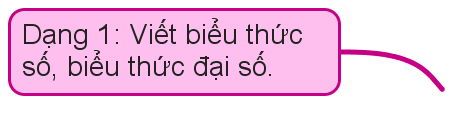 Dạng 1: Viết biểu thức
số, biểu thức đại số.